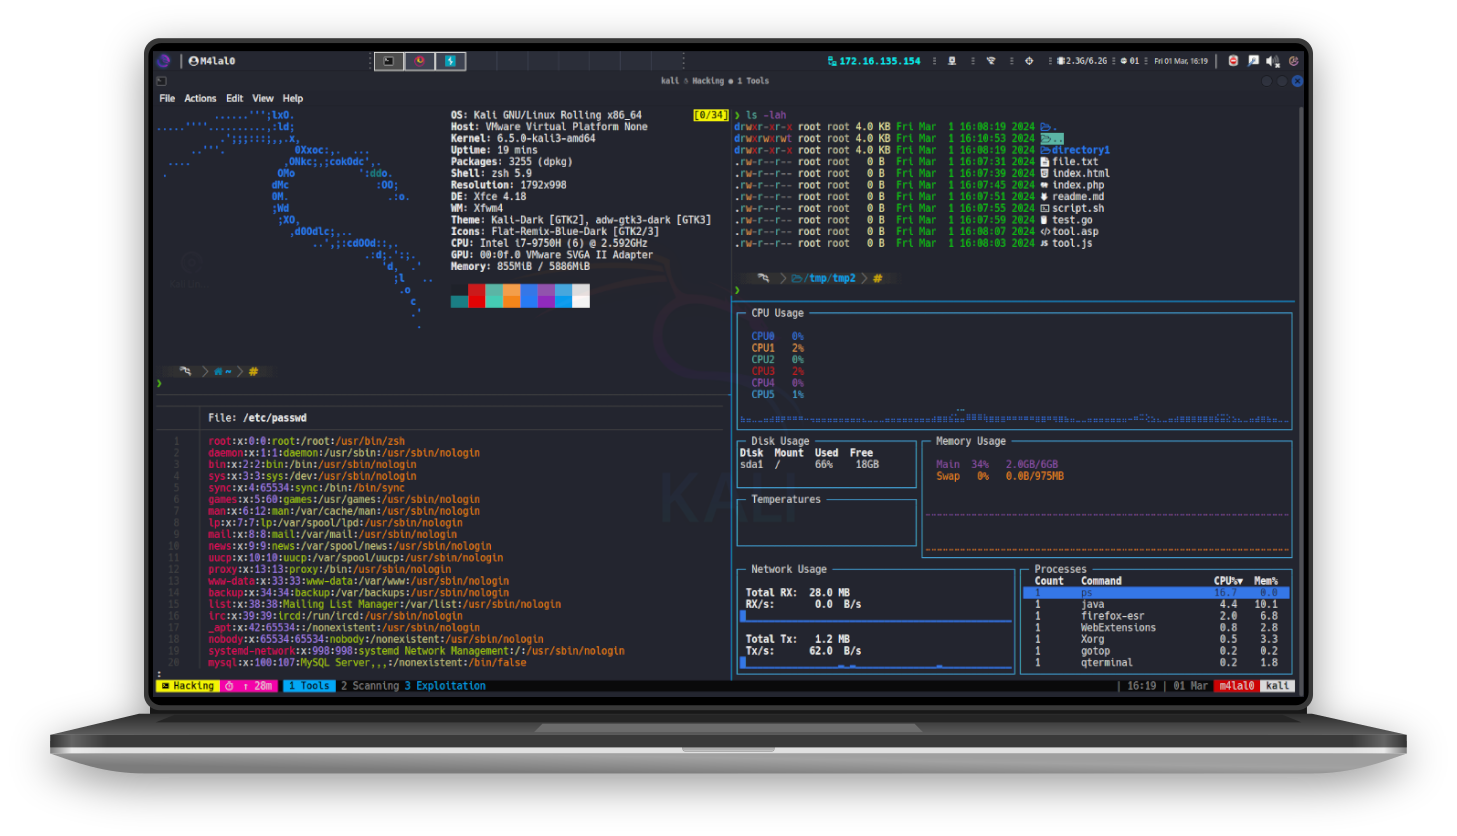 M4lal0
172.16.135.154
2.3G/6.2G
01
Fri 01 Mar, 16:19
kali
Hacking ● 1 Tools
File Actions Edit View Help
OS: Kali GNU/Linux Rolling x86_64
[0/34]
Host: VMware Virtual Platform None
Kernel: 6.5.0-kali3-amd64
Uptime: 19 mins
Packages: 3255 (dpkg)
Shell: zsh 5.9
Resolution: 1792x998
DE: Xfce 4.18
WM: Xfwm4
Theme: Kali-Dark [GTK2], adw-gtk3-dark [GTK3]
Icons: Flat-Remix-Blue-Dark [GTK2/3]
CPU: Intel i7-9750H (6) @ 2.592GHz
GPU: 00:0f.0 VMware SVGA II Adapter
Memory: 855MiB / 5886MiB
~ #
❯
File: /etc/passwd
1 root:x:0:0:root:/root:/usr/bin/zsh
2 daemon:x:1:1:daemon:/usr/sbin:/usr/sbin/nologin
3 bin:x:2:2:bin:/bin:/usr/sbin/nologin
4 sys:x:3:3:sys:/dev:/usr/sbin/nologin
5 sync:x:4:65534:sync:/bin:/bin/sync
6 games:x:5:60:games:/usr/games:/usr/sbin/nologin
7 man:x:6:12:man:/var/cache/man:/usr/sbin/nologin
8 lp:x:7:7:lp:/var/spool/lpd:/usr/sbin/nologin
9 mail:x:8:8:mail:/var/mail:/usr/sbin/nologin
10 news:x:9:9:news:/var/spool/news:/usr/sbin/nologin
11 uucp:x:10:10:uucp:/var/spool/uucp:/usr/sbin/nologin
12 proxy:x:13:13:proxy:/bin:/usr/sbin/nologin
13 www-data:x:33:33:www-data:/var/www:/usr/sbin/nologin
14 backup:x:34:34:backup:/var/backups:/usr/sbin/nologin
15 list:x:38:38:Mailing List Manager:/var/list:/usr/sbin/nologin
16 irc:x:39:39:ircd:/run/ircd:/usr/sbin/nologin
17 _apt:x:42:65534::/nonexistent:/usr/sbin/nologin
18 nobody:x:65534:65534:nobody:/nonexistent:/usr/sbin/nologin
19 systemd-network:x:998:998:systemd Network Management:/:/usr/sbin/nologin
20 mysql:x:100:107:MySQL Server,,,:/nonexistent:/bin/false
:
❯ ls -lah
drwxr-xr-x root root 4.0 KB Fri Mar 1 16:08:19 2024 .
drwxrwxrwt root root 4.0 KB Fri Mar 1 16:10:53 2024 ..
drwxr-xr-x root root 4.0 KB Fri Mar 1 16:08:19 2024 directory1
.rw-r--r-- root root 0 B Fri Mar 1 16:07:31 2024 file.txt
.rw-r--r-- root root 0 B Fri Mar 1 16:07:34 2024 index.html
.rw-r--r-- root root 0 B Fri Mar 1 16:07:45 2024 index.php
.rw-r--r-- root root 0 B Fri Mar 1 16:07:51 2024 readme.md
.rw-r--r-- root root 0 B Fri Mar 1 16:07:55 2024 script.sh
.rw-r--r-- root root 0 B Fri Mar 1 16:07:59 2024 test.go
.rw-r--r-- root root 0 B Fri Mar 1 16:08:07 2024 tool.asp
.rw-r--r-- root root 0 B Fri Mar 1 16:08:03 2024 tool.js
/tmp/tmp2 #
❯
CPU Usage
CPU0 0%
CPU1 2%
CPU2 0%
CPU3 2%
CPU4 0%
CPU5 1%
Disk Usage
Disk Mount Used Free
sda1 / 66% 18GB
Memory Usage
Main 34% 2.0GB/6GB
Swap 0% 0.0B/975MB
Temperatures
KALI
Network Usage
Total RX: 28.0 MB
RX/s: 0.0 B/s
Total Tx: 1.2 MB
Tx/s: 62.0 B/s
Processes
Count Command CPU%▼ Mem%
1 ps 16.7 0.0
1 java 4.4 10.1
1 firefox-esr 2.0 6.8
1 WebExtensions 0.8 2.8
1 Xorg 0.5 3.3
1 gotop 0.2 0.2
1 qterminal 0.2 1.8
Hacking ↑ 28m 1 Tools 2 Scanning 3 Exploitation
| 16:19 | 01 Mar m4lal0 kali